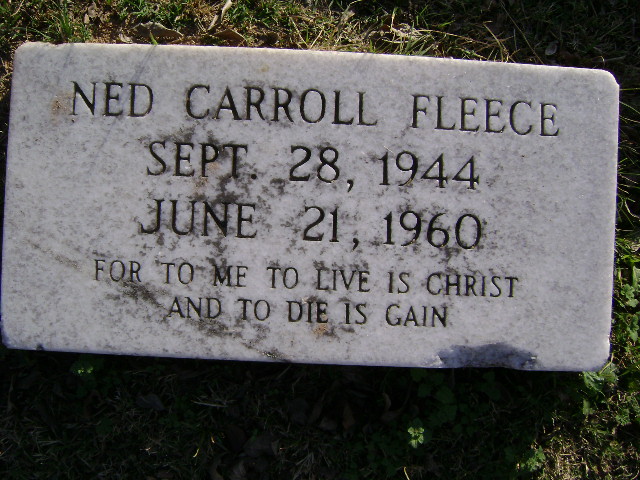 NED CARROLL FLEECE
SEPT. 28, 1944
JUNE 21, 1960
FOR TO ME TO LIVE IS CHRIST
AND TO DIE IS GAIN